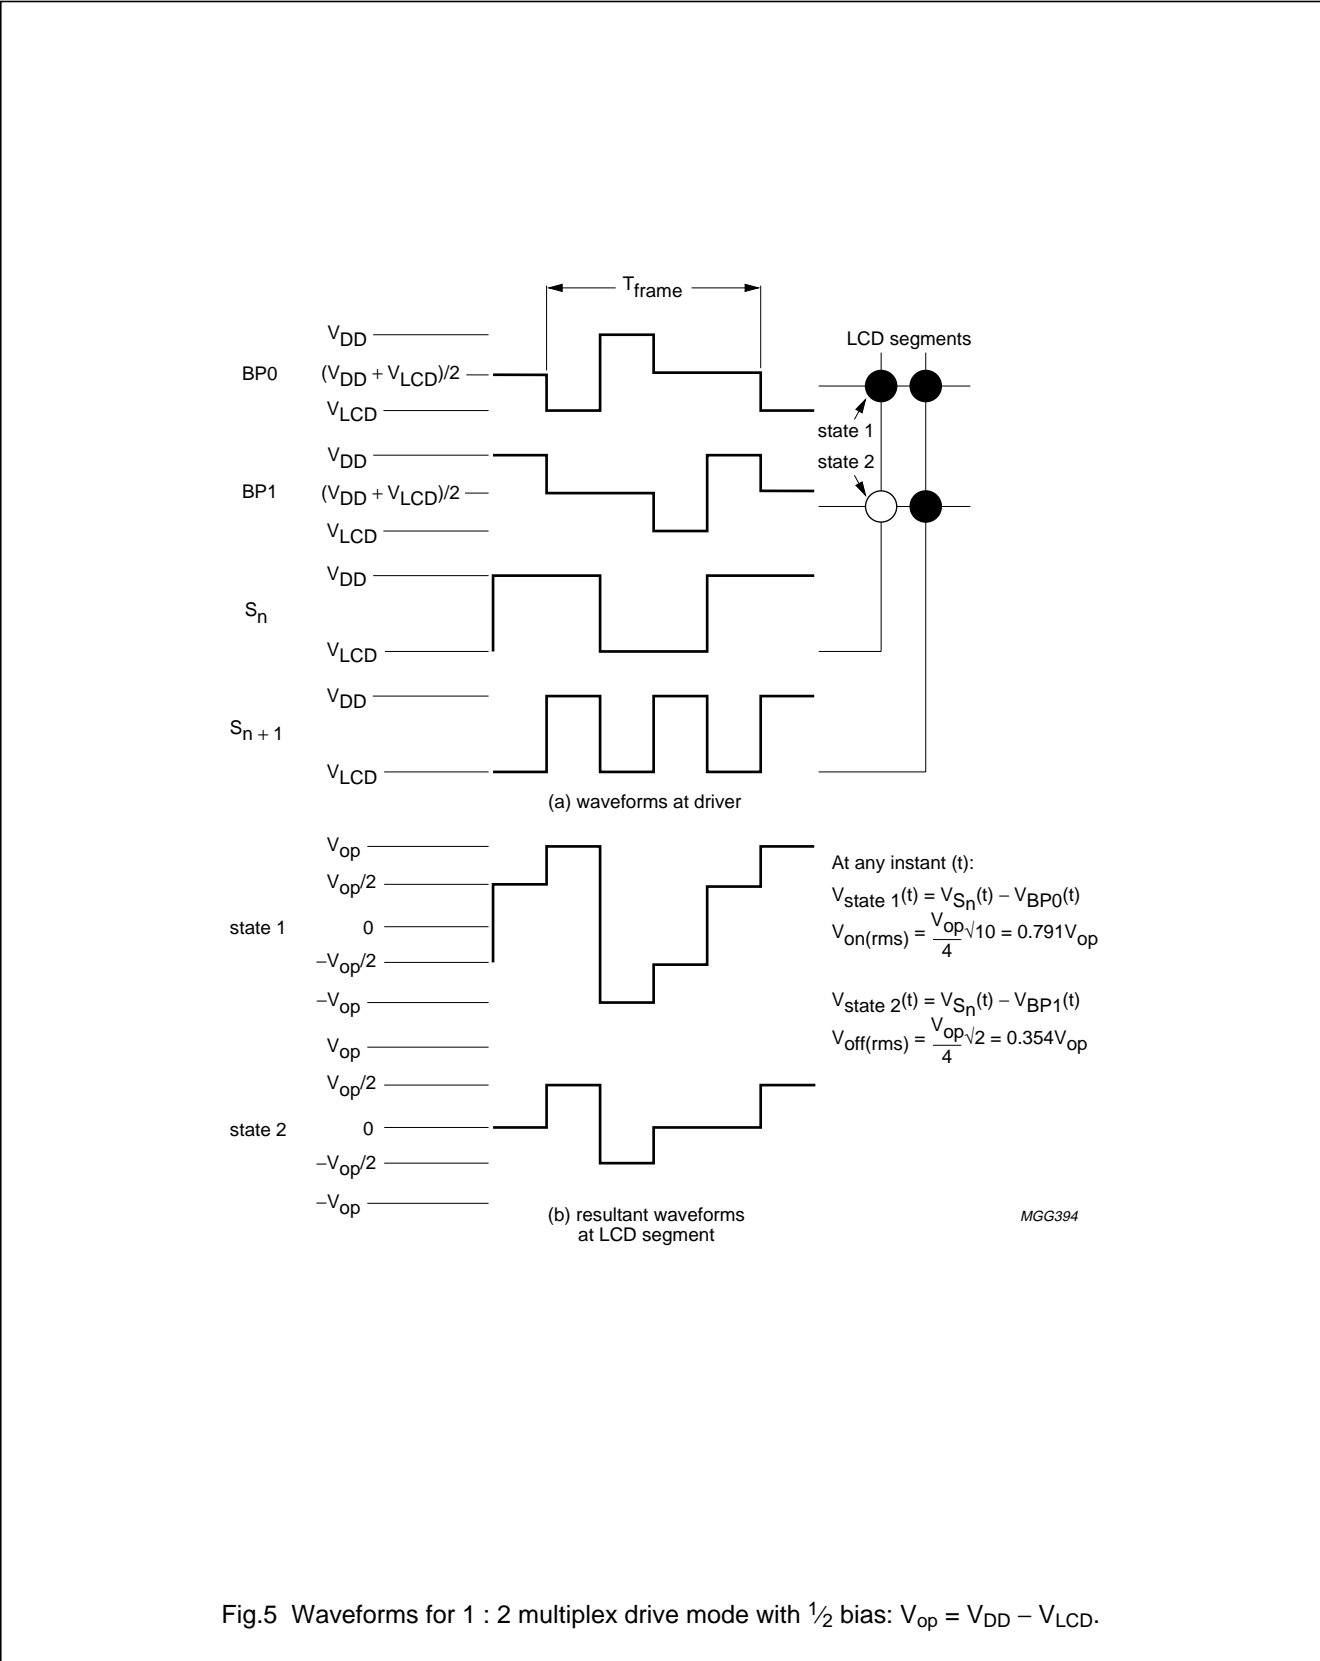 Tframe
VDD
BP0 (VDD + VLCD)/2
VLCD
LCD segments
state 1
state 2
VDD
BP1 (VDD + VLCD)/2
VLCD
VDD
Sn
VLCD
VDD
Sn + 1
VLCD
(a) waveforms at driver
Vop
Vop/2
state 1 0
−Vop/2
−Vop
At any instant (t):
Vstate 1(t) = VSn(t) − VBP0(t)
Von(rms) = Vop/4 √10 = 0.791Vop
Vstate 2(t) = VSn(t) − VBP1(t)
Voff(rms) = Vop/4 √2 = 0.354Vop
Vop
Vop/2
state 2 0
−Vop/2
−Vop
(b) resultant waveforms
at LCD segment
MGG394
Fig.5 Waveforms for 1 : 2 multiplex drive mode with ½ bias: Vop = VDD − VLCD.